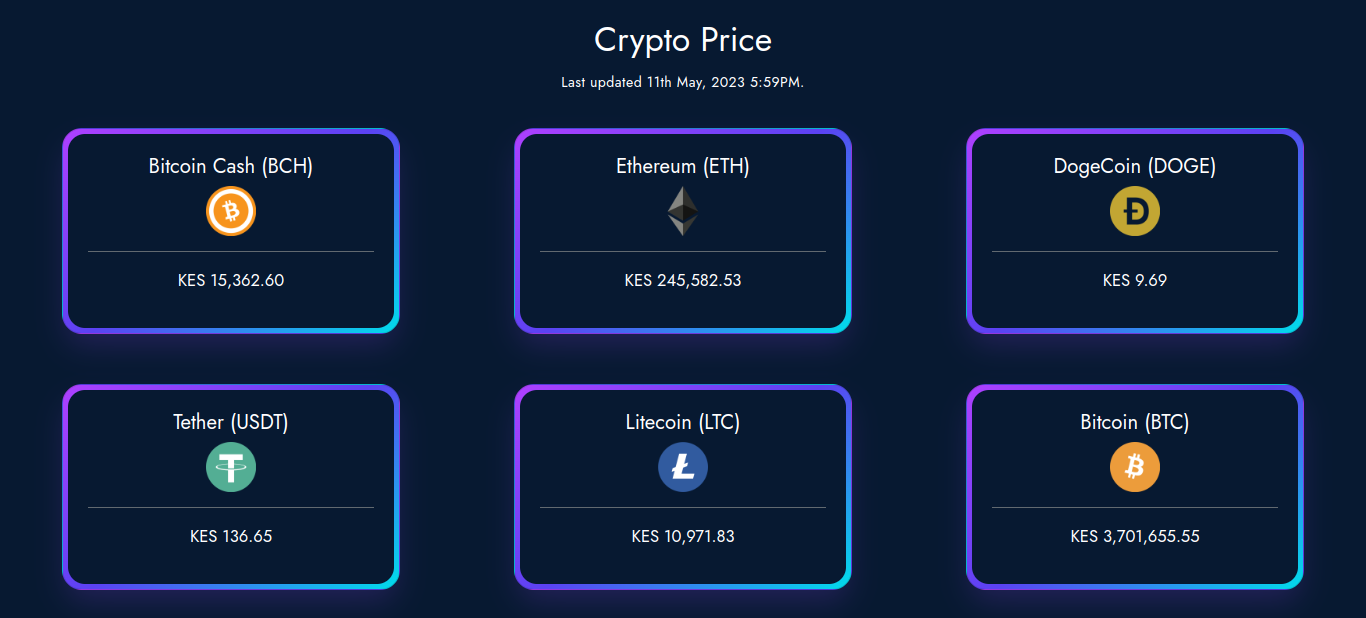 Crypto Price
Last updated 11th May, 2023 5:59PM.
Bitcoin Cash (BCH)
KES 15,362.60
Ethereum (ETH)
KES 245,582.53
DogeCoin (DOGE)
KES 9.69
Tether (USDT)
KES 136.65
Litecoin (LTC)
KES 10,971.83
Bitcoin (BTC)
KES 3,701,655.55